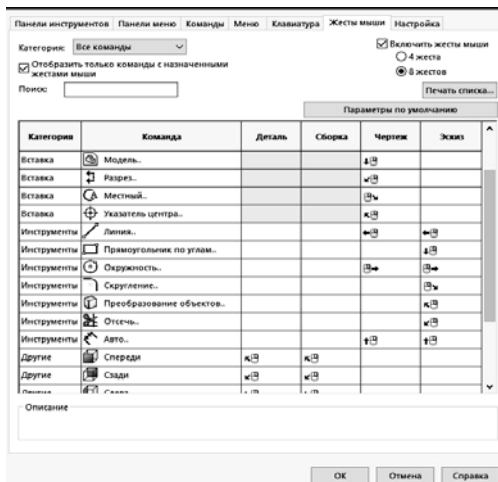 Панели инструментов Панели меню Команды Меню Клавиатура Жесты мыши Настройка
Категория: Все команды
Включить жесты мыши
Отобразить только команды с назначенными жестами мыши
4 жеста
8 жестов
Поиск:
Печать списка...
Параметры по умолчанию
Категория Команда Деталь Сборка Чертеж Эскиз
Вставка Модель..
Вставка Разрез..
Вставка Местный..
Вставка Указатель центра..
Инструменты Линия..
Инструменты Прямоугольник по углам..
Инструменты Окружность..
Инструменты Скругление..
Инструменты Преобразование объектов..
Инструменты Отсечь..
Инструменты Авто..
Другие Спереди
Другие Сзади
Описание
OK Отмена Справка